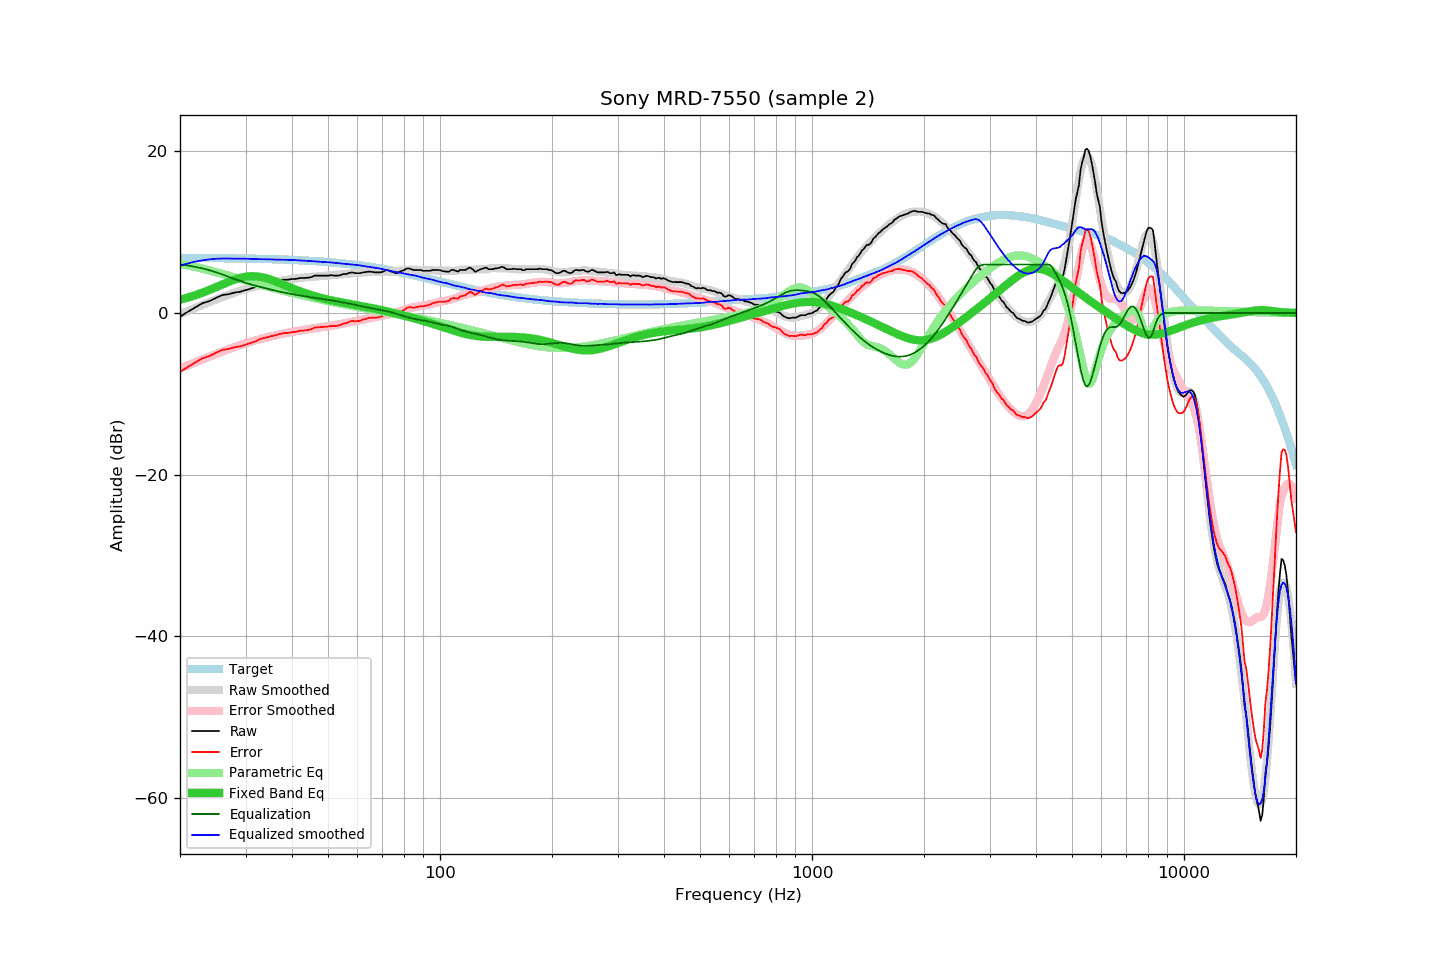 Sony MRD-7550 (sample 2)
20
0
−20
−40
−60
Amplitude (dBr)
Target
Raw Smoothed
Error Smoothed
Raw
Error
Parametric Eq
Fixed Band Eq
Equalization
Equalized smoothed
100
1000
10000
Frequency (Hz)